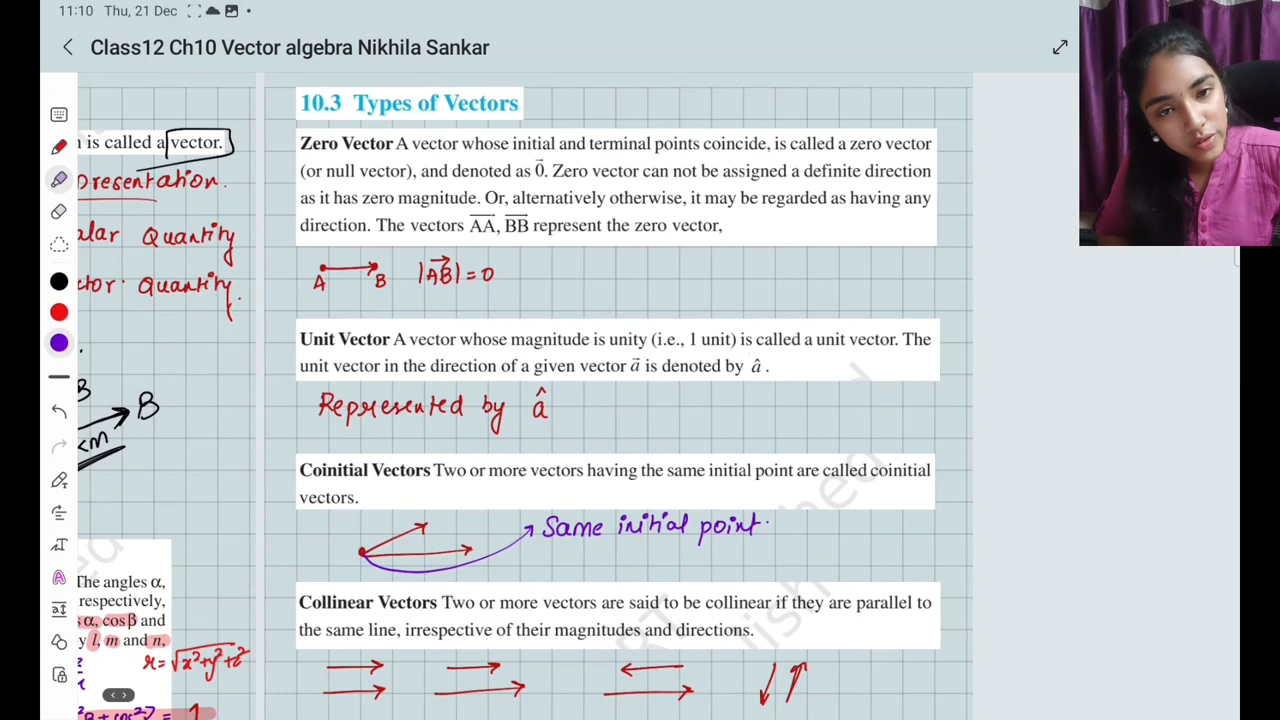 11:10 Thu, 21 Dec
Class12 Ch10 Vector algebra Nikhila Sankar
is called a vector.
presentation.
alar Quantity
ctor. Quantity.
B
B
km
The angles α,
respectively,
α, cosβ and
y l, m and n,
r = √x²+y²+z²
10.3 Types of Vectors
Zero Vector A vector whose initial and terminal points coincide, is called a zero vector
(or null vector), and denoted as 0⃗. Zero vector can not be assigned a definite direction
as it has zero magnitude. Or, alternatively otherwise, it may be regarded as having any
direction. The vectors AA⃗, BB⃗ represent the zero vector,
A B |AB⃗| = 0
Unit Vector A vector whose magnitude is unity (i.e., 1 unit) is called a unit vector. The
unit vector in the direction of a given vector a⃗ is denoted by â .
Represented by â
Coinitial Vectors Two or more vectors having the same initial point are called coinitial
vectors.
Same initial point.
Collinear Vectors Two or more vectors are said to be collinear if they are parallel to
the same line, irrespective of their magnitudes and directions.